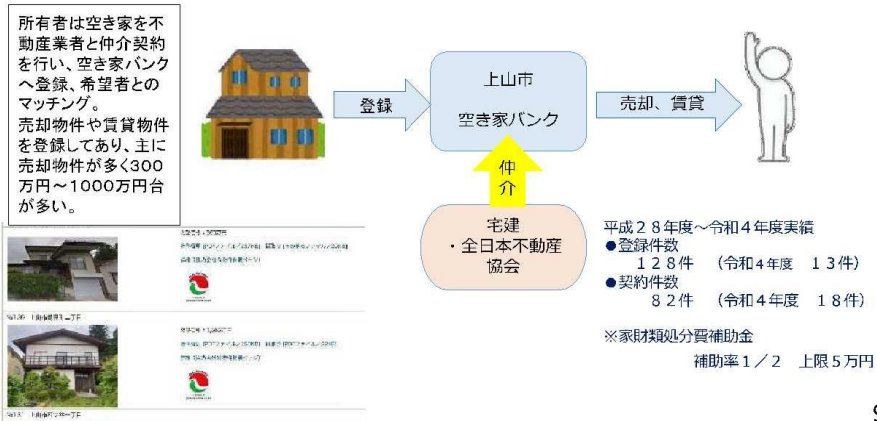 所有者は空き家を不
動産業者と仲介契約
を行い、空き家バンク
へ登録、希望者との
マッチング。
売却物件や賃貸物件
を登録してあり、主に
売却物件が多く300
万円～1000万円台
が多い。
登録
上山市
空き家バンク
売却、賃貸
仲
介
宅建
・全日本不動産
協会
平成２８年度～令和４年度実績
●登録件数
１２８件　（令和４年度　１３件）
●契約件数
８２件　（令和４年度　１８件）
※家財類処分費補助金
補助率１／２　上限５万円